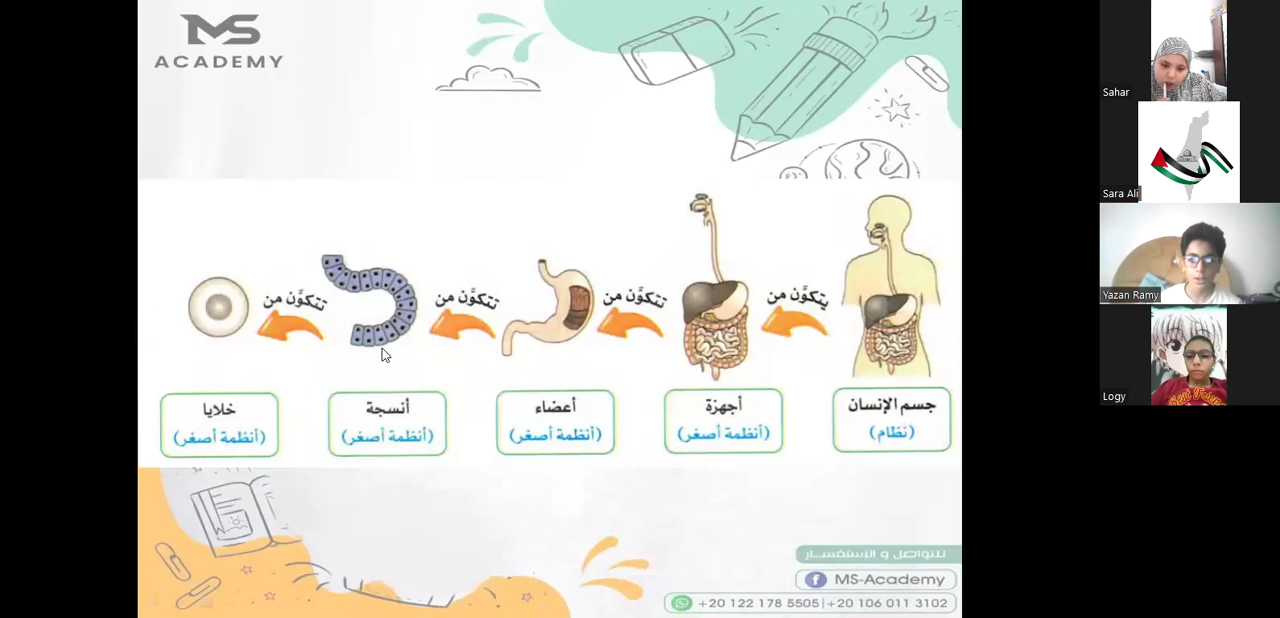 MS
ACADEMY
يتكوَّن من
تتكوَّن من
تتكوَّن من
تتكوَّن من
جسم الإنسان
(نظام)
أجهزة
(أنظمة أصغر)
أعضاء
(أنظمة أصغر)
أنسجة
(أنظمة أصغر)
خلايا
(أنظمة أصغر)
للتواصل و الإستفسار
MS-Academy
+20 122 178 5505 | +20 106 011 3102
Sahar
Sara Ali
Yazan Ramy
Logy